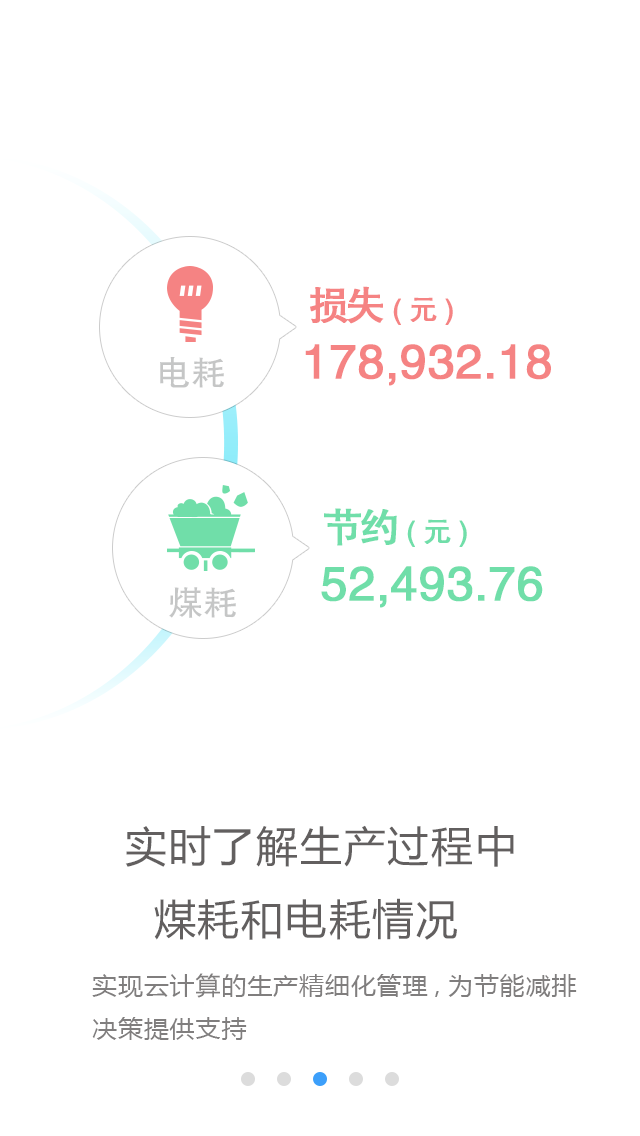 电耗
损失(元)
178,932.18
煤耗
节约(元)
52,493.76
实时了解生产过程中
煤耗和电耗情况
实现云计算的生产精细化管理,为节能减排
决策提供支持